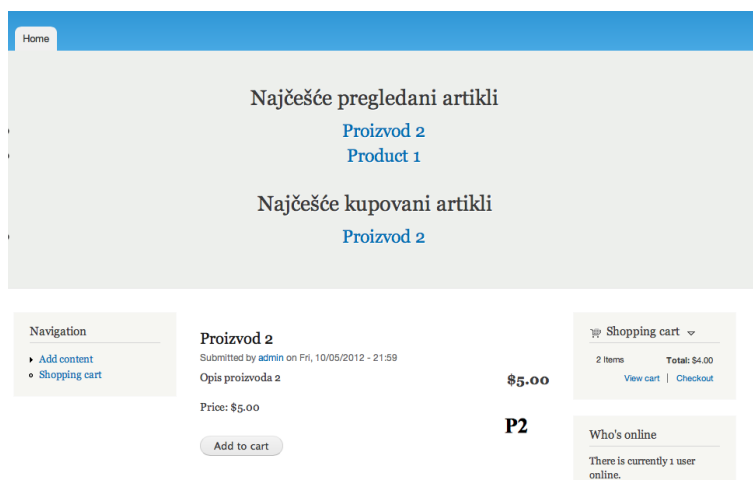 Home
Najčešće pregledani artikli
Proizvod 2
Product 1
Najčešće kupovani artikli
Proizvod 2
Navigation
Add content
Shopping cart
Proizvod 2
Submitted by admin on Fri, 10/05/2012 - 21:59
Opis proizvoda 2
$5.00
Price: $5.00
P2
Add to cart
Shopping cart
2 Items Total: $4.00
View cart | Checkout
Who's online
There is currently 1 user
online.